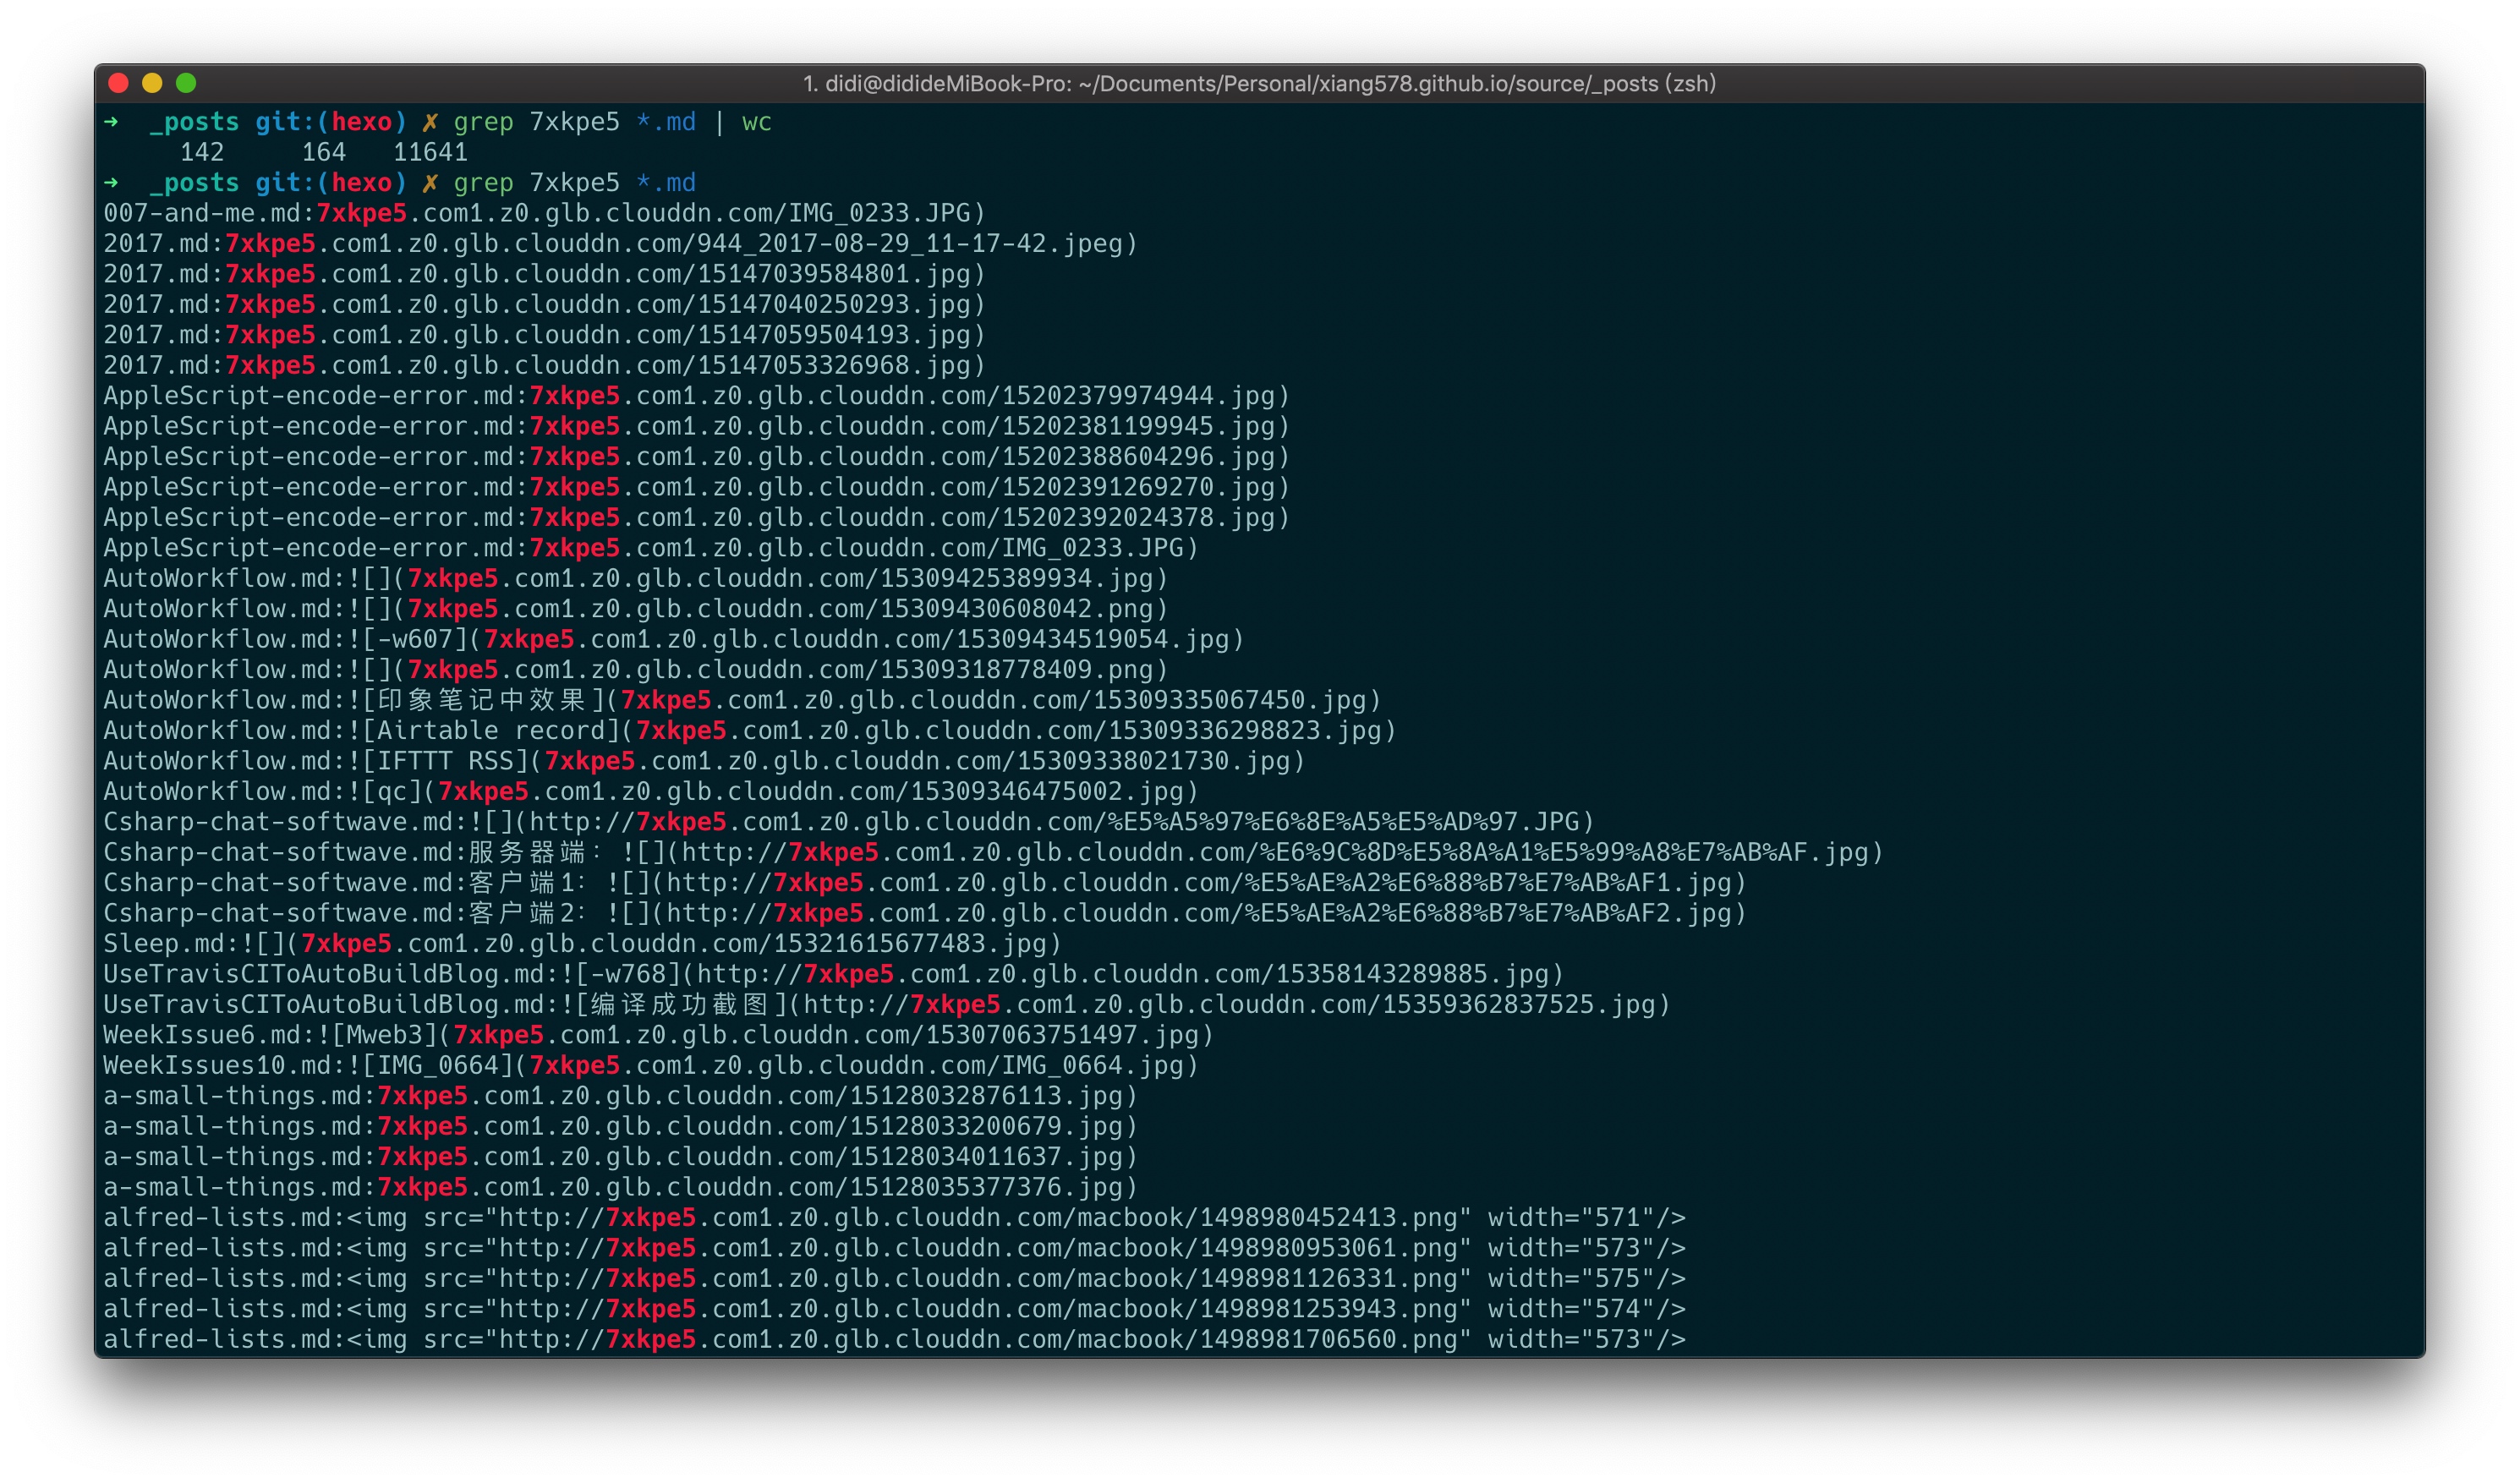 1. didi@didideMiBook-Pro: ~/Documents/Personal/xiang578.github.io/source/_posts (zsh)
➜  _posts git:(hexo) ✗ grep 7xkpe5 *.md | wc
     142     164   11641
➜  _posts git:(hexo) ✗ grep 7xkpe5 *.md
007-and-me.md:7xkpe5.com1.z0.glb.clouddn.com/IMG_0233.JPG)
2017.md:7xkpe5.com1.z0.glb.clouddn.com/944_2017-08-29_11-17-42.jpeg)
2017.md:7xkpe5.com1.z0.glb.clouddn.com/15147039584801.jpg)
2017.md:7xkpe5.com1.z0.glb.clouddn.com/15147040250293.jpg)
2017.md:7xkpe5.com1.z0.glb.clouddn.com/15147059504193.jpg)
2017.md:7xkpe5.com1.z0.glb.clouddn.com/15147053326968.jpg)
AppleScript-encode-error.md:7xkpe5.com1.z0.glb.clouddn.com/15202379974944.jpg)
AppleScript-encode-error.md:7xkpe5.com1.z0.glb.clouddn.com/15202381199945.jpg)
AppleScript-encode-error.md:7xkpe5.com1.z0.glb.clouddn.com/15202388604296.jpg)
AppleScript-encode-error.md:7xkpe5.com1.z0.glb.clouddn.com/15202391269270.jpg)
AppleScript-encode-error.md:7xkpe5.com1.z0.glb.clouddn.com/15202392024378.jpg)
AppleScript-encode-error.md:7xkpe5.com1.z0.glb.clouddn.com/IMG_0233.JPG)
AutoWorkflow.md:![](7xkpe5.com1.z0.glb.clouddn.com/15309425389934.jpg)
AutoWorkflow.md:![](7xkpe5.com1.z0.glb.clouddn.com/15309430608042.png)
AutoWorkflow.md:![-w607](7xkpe5.com1.z0.glb.clouddn.com/15309434519054.jpg)
AutoWorkflow.md:![](7xkpe5.com1.z0.glb.clouddn.com/15309318778409.png)
AutoWorkflow.md:![印象笔记中效果](7xkpe5.com1.z0.glb.clouddn.com/15309335067450.jpg)
AutoWorkflow.md:![Airtable record](7xkpe5.com1.z0.glb.clouddn.com/15309336298823.jpg)
AutoWorkflow.md:![IFTTT RSS](7xkpe5.com1.z0.glb.clouddn.com/15309338021730.jpg)
AutoWorkflow.md:![qc](7xkpe5.com1.z0.glb.clouddn.com/15309346475002.jpg)
Csharp-chat-softwave.md:![](http://7xkpe5.com1.z0.glb.clouddn.com/%E5%A5%97%E6%8E%A5%E5%AD%97.JPG)
Csharp-chat-softwave.md:服务器端：![](http://7xkpe5.com1.z0.glb.clouddn.com/%E6%9C%8D%E5%8A%A1%E5%99%A8%E7%AB%AF.jpg)
Csharp-chat-softwave.md:客户端1：![](http://7xkpe5.com1.z0.glb.clouddn.com/%E5%AE%A2%E6%88%B7%E7%AB%AF1.jpg)
Csharp-chat-softwave.md:客户端2：![](http://7xkpe5.com1.z0.glb.clouddn.com/%E5%AE%A2%E6%88%B7%E7%AB%AF2.jpg)
Sleep.md:![](7xkpe5.com1.z0.glb.clouddn.com/15321615677483.jpg)
UseTravisCIToAutoBuildBlog.md:![-w768](http://7xkpe5.com1.z0.glb.clouddn.com/15358143289885.jpg)
UseTravisCIToAutoBuildBlog.md:![编译成功截图](http://7xkpe5.com1.z0.glb.clouddn.com/15359362837525.jpg)
WeekIssue6.md:![Mweb3](7xkpe5.com1.z0.glb.clouddn.com/15307063751497.jpg)
WeekIssues10.md:![IMG_0664](7xkpe5.com1.z0.glb.clouddn.com/IMG_0664.jpg)
a-small-things.md:7xkpe5.com1.z0.glb.clouddn.com/15128032876113.jpg)
a-small-things.md:7xkpe5.com1.z0.glb.clouddn.com/15128033200679.jpg)
a-small-things.md:7xkpe5.com1.z0.glb.clouddn.com/15128034011637.jpg)
a-small-things.md:7xkpe5.com1.z0.glb.clouddn.com/15128035377376.jpg)
alfred-lists.md:<img src="http://7xkpe5.com1.z0.glb.clouddn.com/macbook/1498980452413.png" width="571"/>
alfred-lists.md:<img src="http://7xkpe5.com1.z0.glb.clouddn.com/macbook/1498980953061.png" width="573"/>
alfred-lists.md:<img src="http://7xkpe5.com1.z0.glb.clouddn.com/macbook/1498981126331.png" width="575"/>
alfred-lists.md:<img src="http://7xkpe5.com1.z0.glb.clouddn.com/macbook/1498981253943.png" width="574"/>
alfred-lists.md:<img src="http://7xkpe5.com1.z0.glb.clouddn.com/macbook/1498981706560.png" width="573"/>